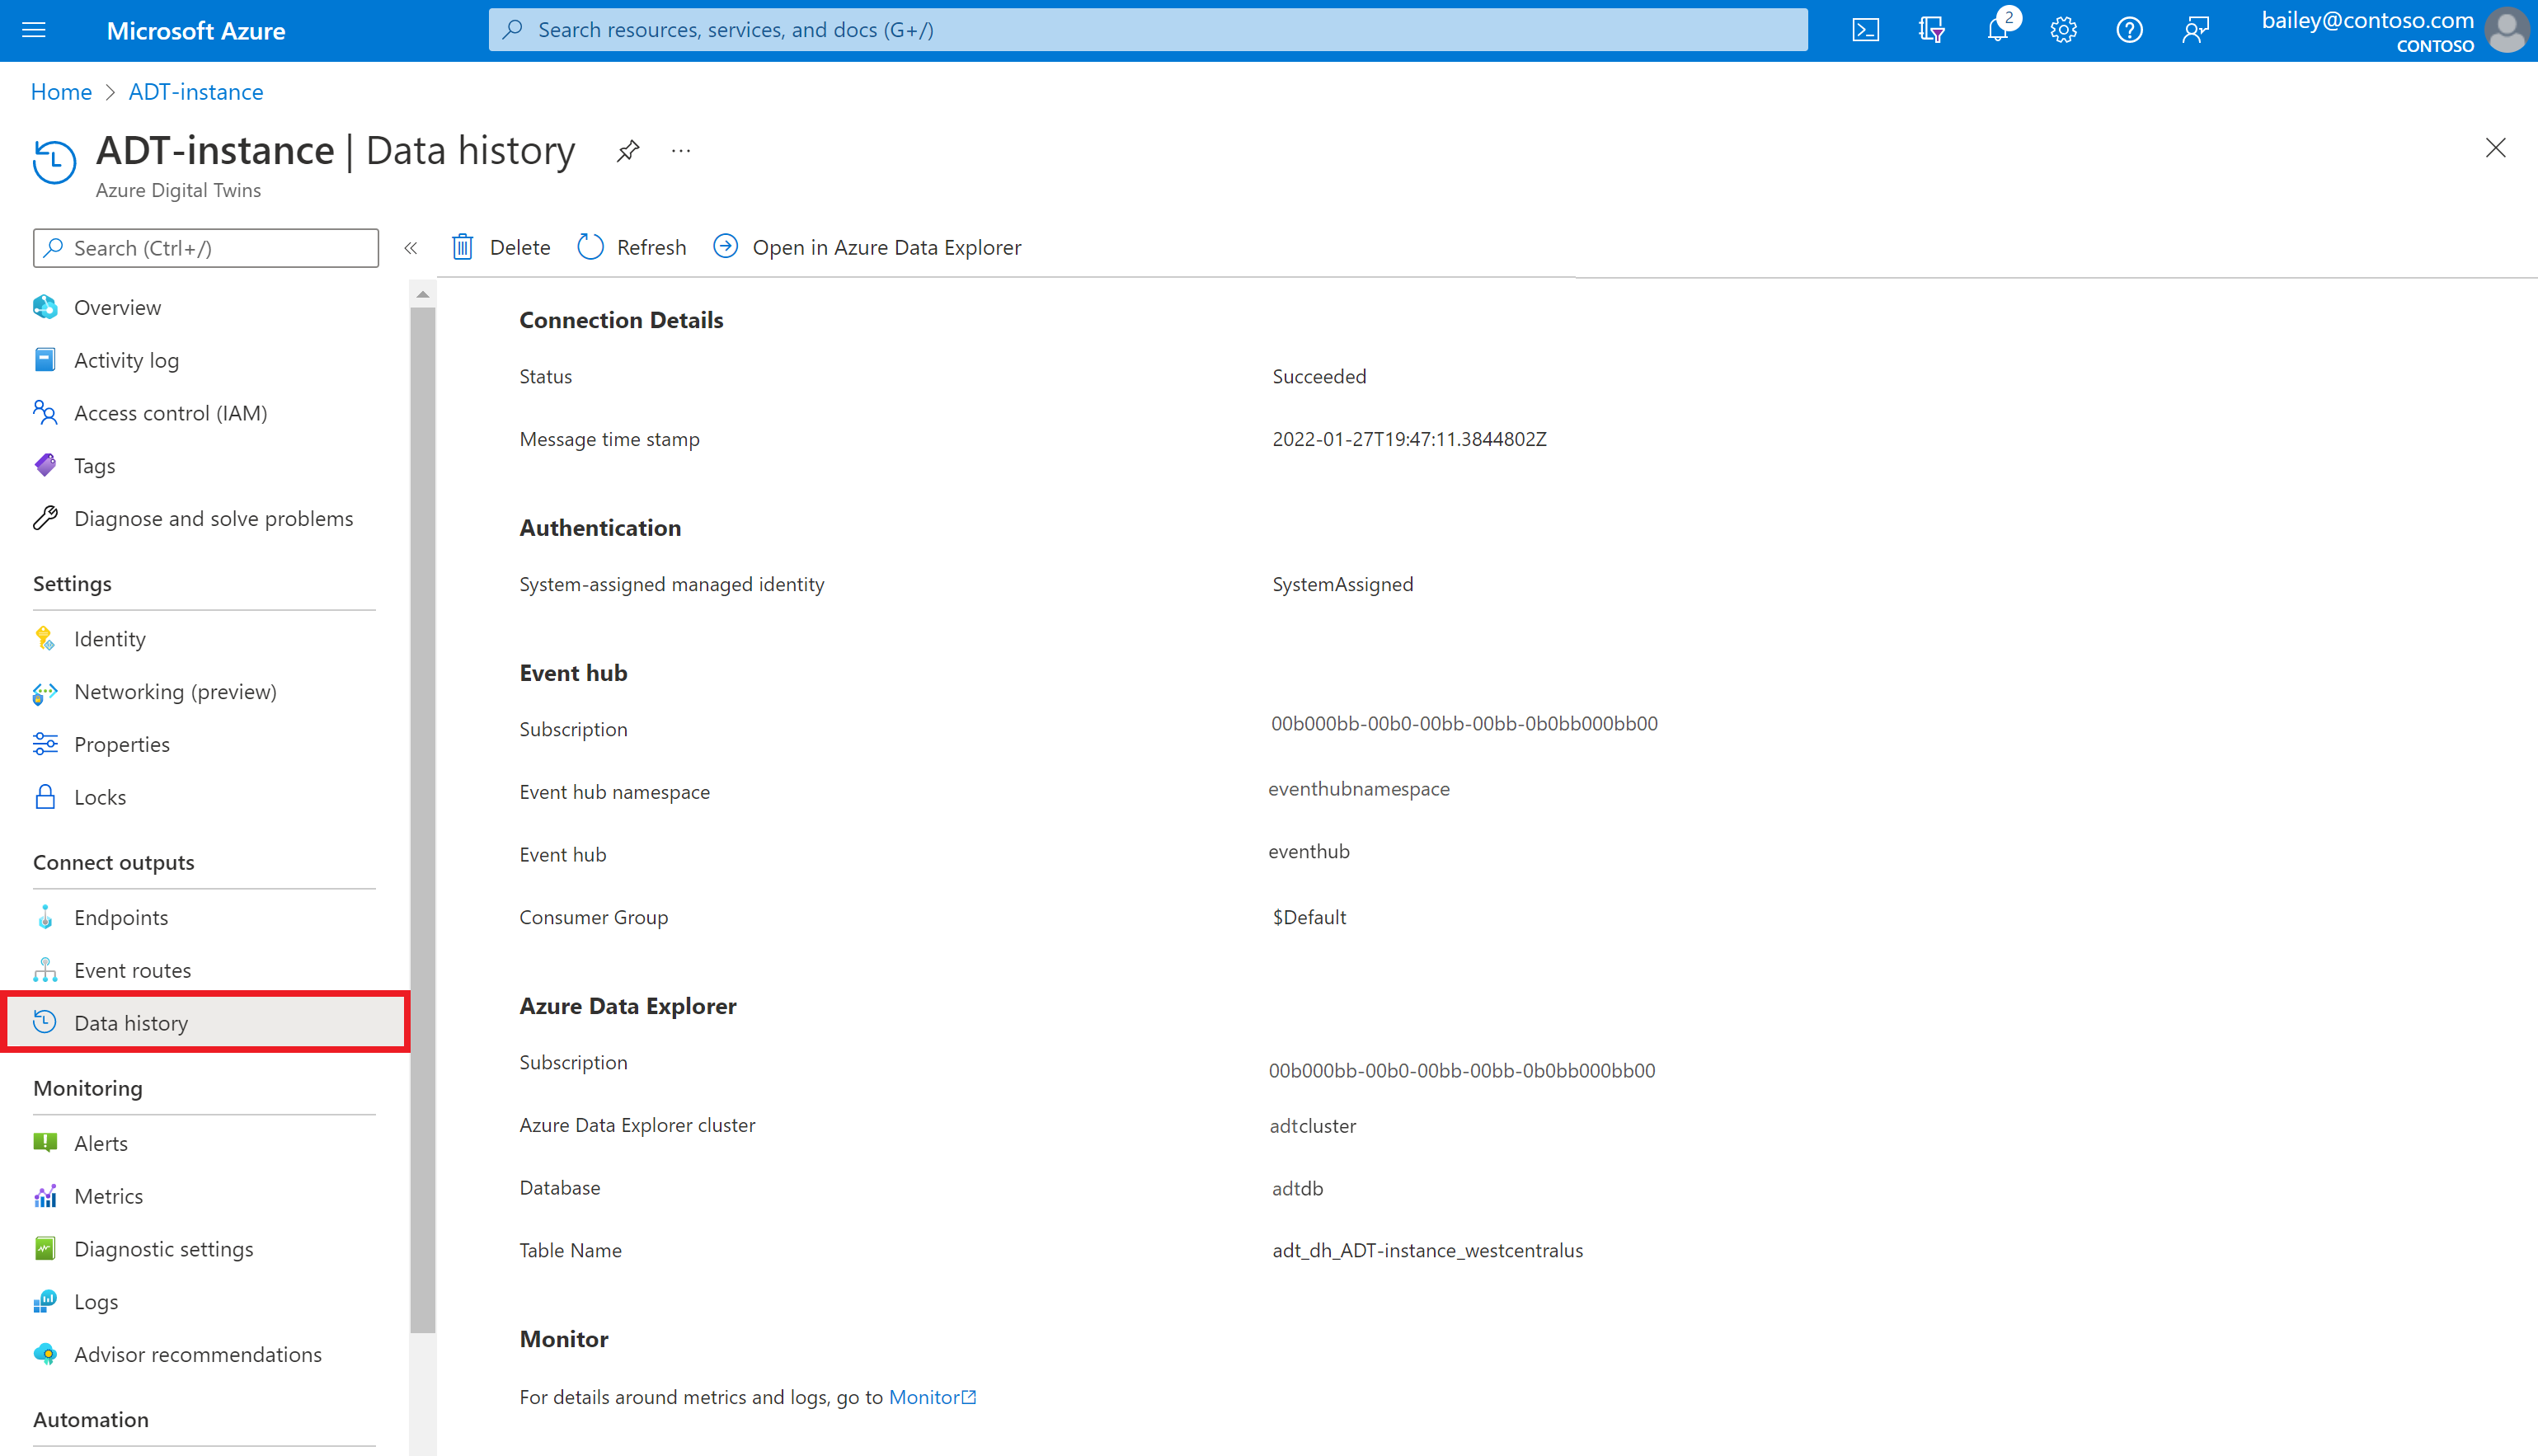 Microsoft Azure
Search resources, services, and docs (G+/)
2
bailey@contoso.com
CONTOSO
Home > ADT-instance
ADT-instance | Data history
...
Azure Digital Twins
Search (Ctrl+/)
«
Delete
Refresh
Open in Azure Data Explorer
Overview
Activity log
Access control (IAM)
Tags
Diagnose and solve problems
Settings
Identity
Networking (preview)
Properties
Locks
Connect outputs
Endpoints
Event routes
Data history
Monitoring
Alerts
Metrics
Diagnostic settings
Logs
Advisor recommendations
Automation
Connection Details
Status Succeeded
Message time stamp 2022-01-27T19:47:11.3844802Z
Authentication
System-assigned managed identity SystemAssigned
Event hub
Subscription 00b000bb-00b0-00bb-00bb-0b0bb000bb00
Event hub namespace eventhubnamespace
Event hub eventhub
Consumer Group $Default
Azure Data Explorer
Subscription 00b000bb-00b0-00bb-00bb-0b0bb000bb00
Azure Data Explorer cluster adtcluster
Database adtdb
Table Name adt_dh_ADT-instance_westcentralus
Monitor
For details around metrics and logs, go to Monitor